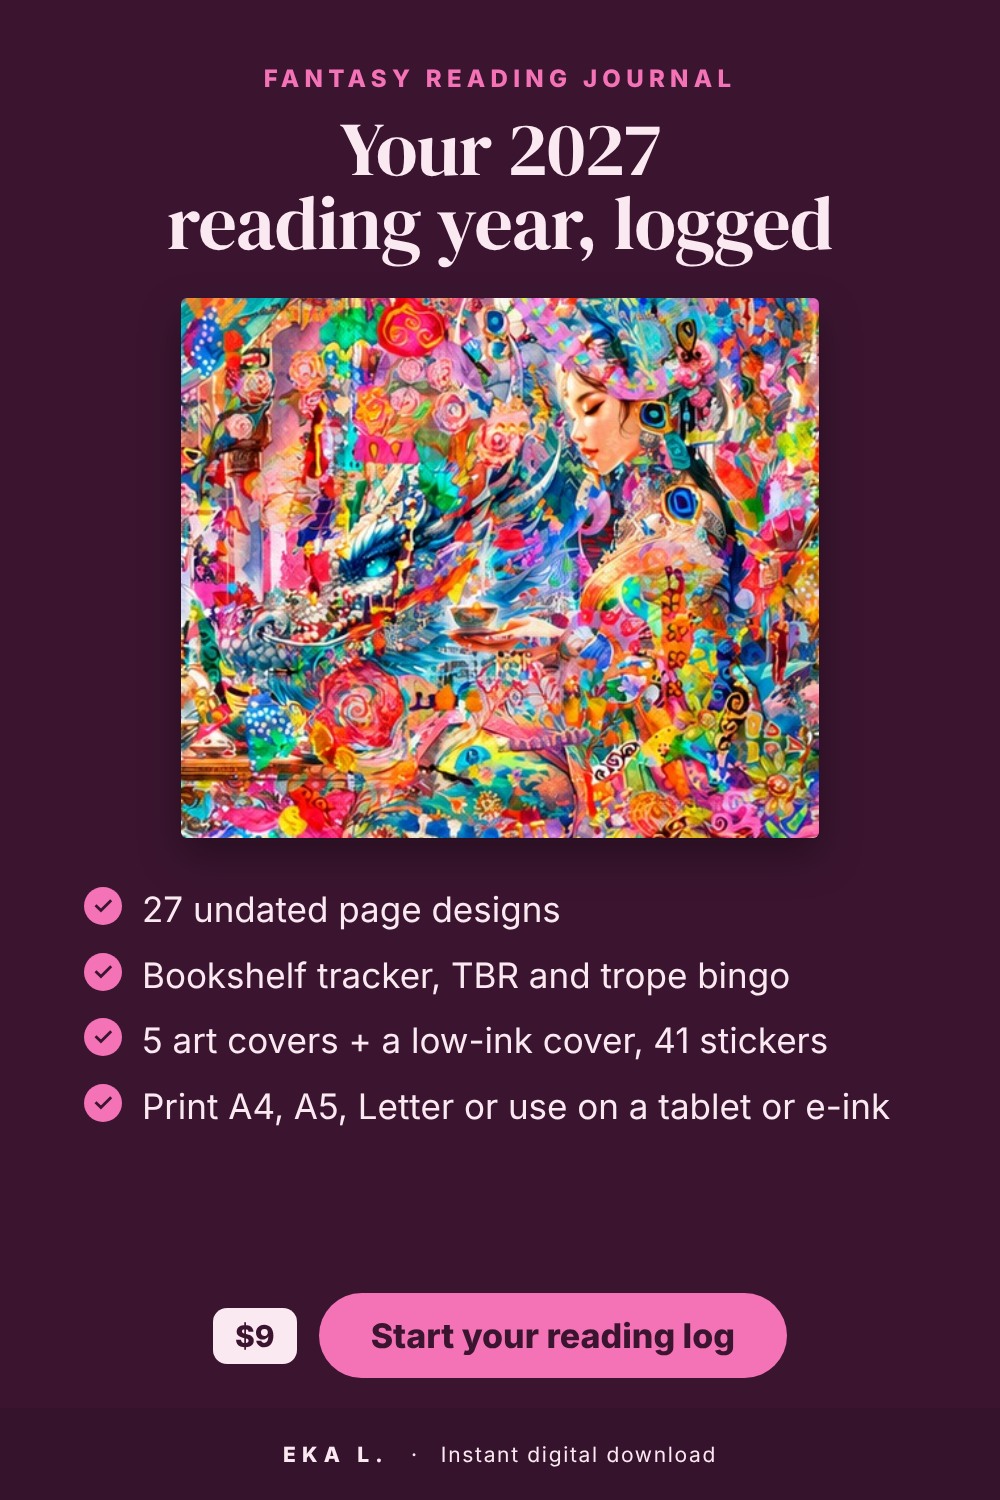 FANTASY READING JOURNAL
Your 2027
reading year, logged
27 undated page designs
Bookshelf tracker, TBR and trope bingo
5 art covers + a low-ink cover, 41 stickers
Print A4, A5, Letter or use on a tablet or e-ink
$9 Start your reading log
EKA L. · Instant digital download